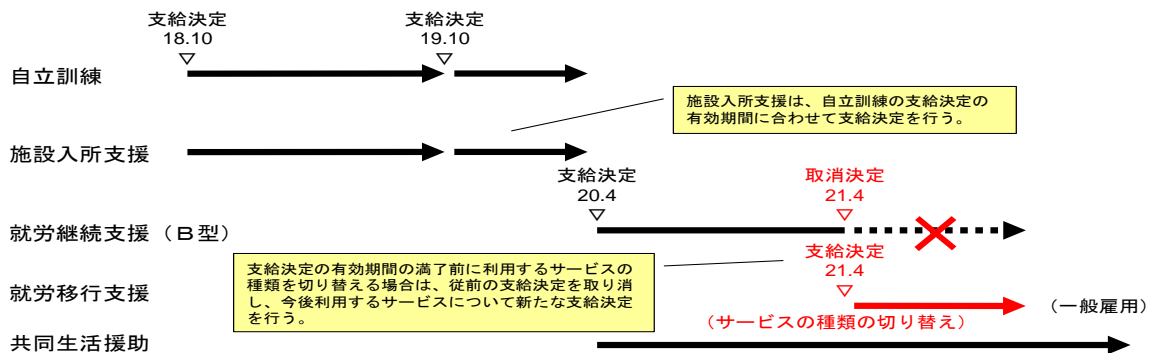 支給決定
18.10
▽
支給決定
19.10
▽
自立訓練
施設入所支援は、自立訓練の支給決定の
有効期間に合わせて支給決定を行う。
施設入所支援
支給決定
20.4
▽
取消決定
21.4
▽
就労継続支援（Ｂ型）
支給決定
21.4
▽
支給決定の有効期間の満了前に利用するサービスの
種類を切り替える場合は、従前の支給決定を取り消
し、今後利用するサービスについて新たな支給決定
を行う。
就労移行支援
（一般雇用）
（サービスの種類の切り替え）
共同生活援助